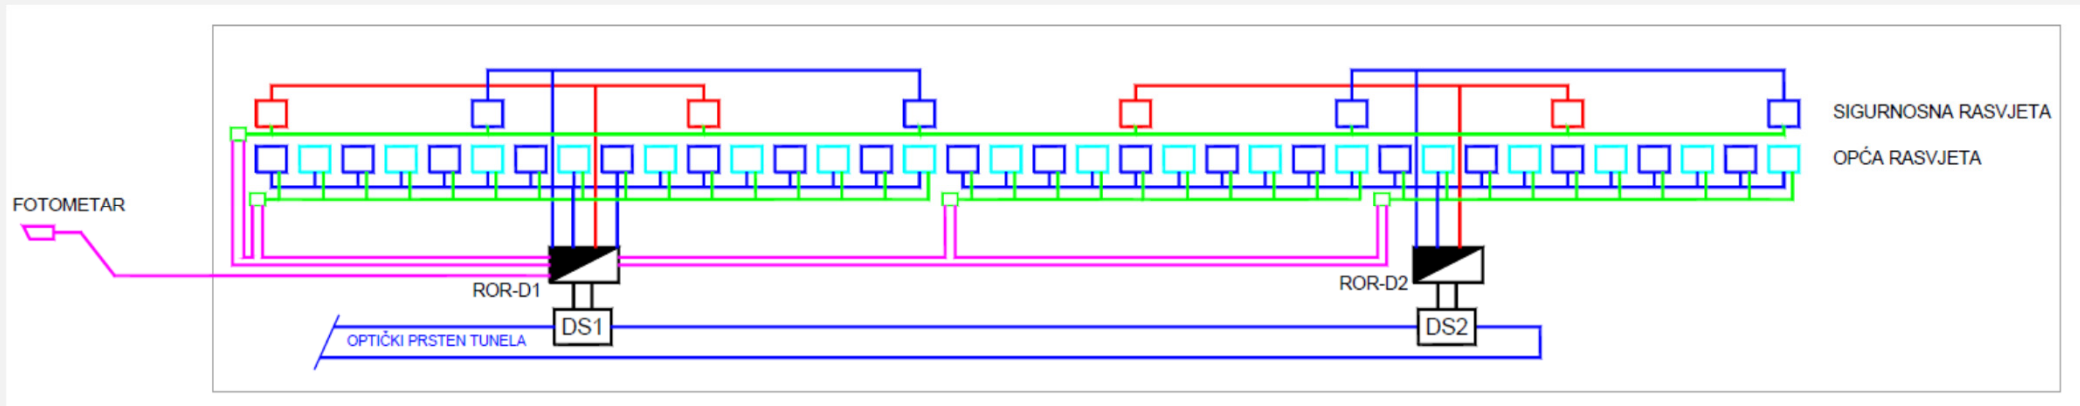 SIGURNOSNA RASVJETA
OPĆA RASVJETA
FOTOMETAR
ROR-D1
ROR-D2
DS1
DS2
OPTIČKI PRSTEN TUNELA